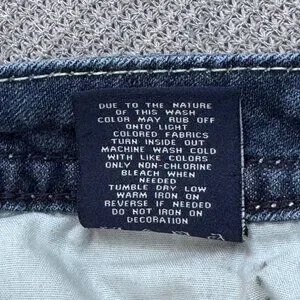 DUE TO THE NATURE
OF THIS WASH
COLOR MAY RUB OFF
ONTO LIGHT
COLORED FABRICS
TURN INSIDE OUT
MACHINE WASH COLD
WITH LIKE COLORS
ONLY NON-CHLORINE
BLEACH WHEN
NEEDED
TUMBLE DRY LOW
WARM IRON ON
REVERSE IF NEEDED
DO NOT IRON ON
DECORATION